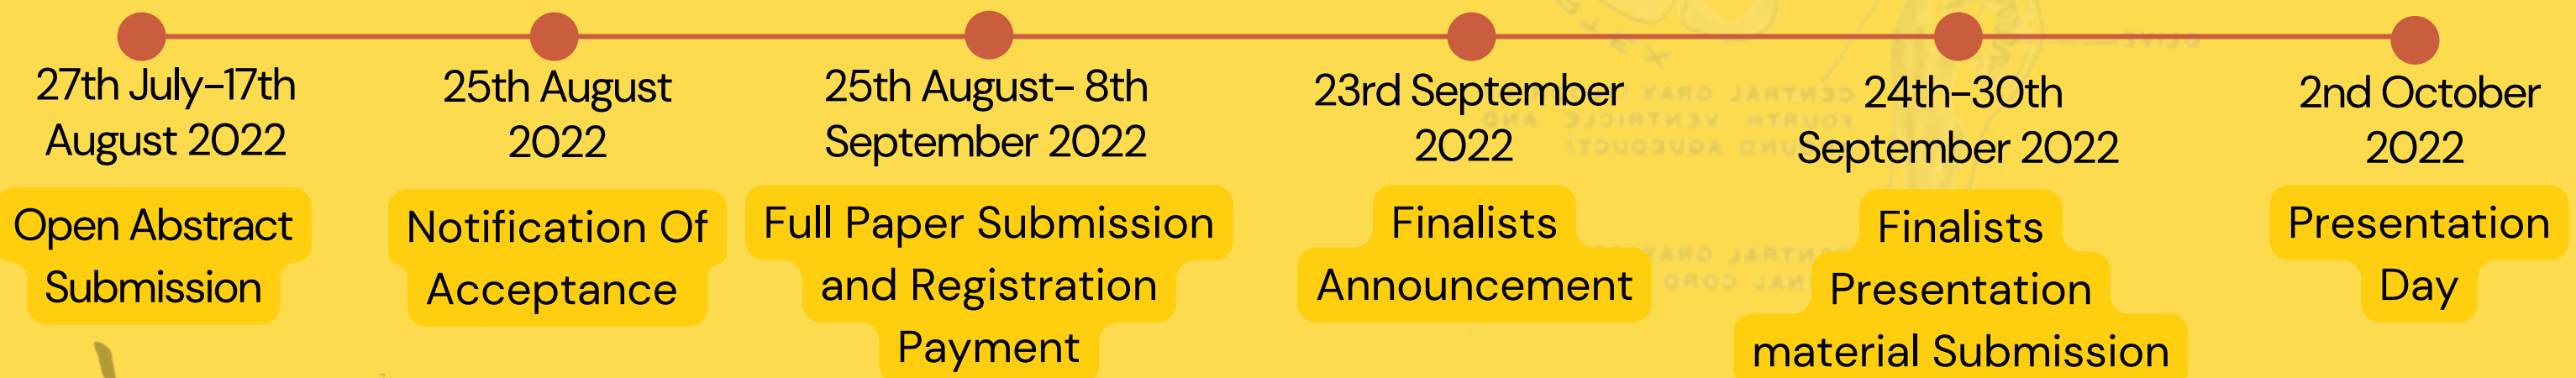 27th July-17th
August 2022
Open Abstract
Submission
25th August
2022
Notification Of
Acceptance
25th August- 8th
September 2022
Full Paper Submission
and Registration
Payment
23rd September
2022
Finalists
Announcement
24th-30th
September 2022
Finalists
Presentation
material Submission
2nd October
2022
Presentation
Day